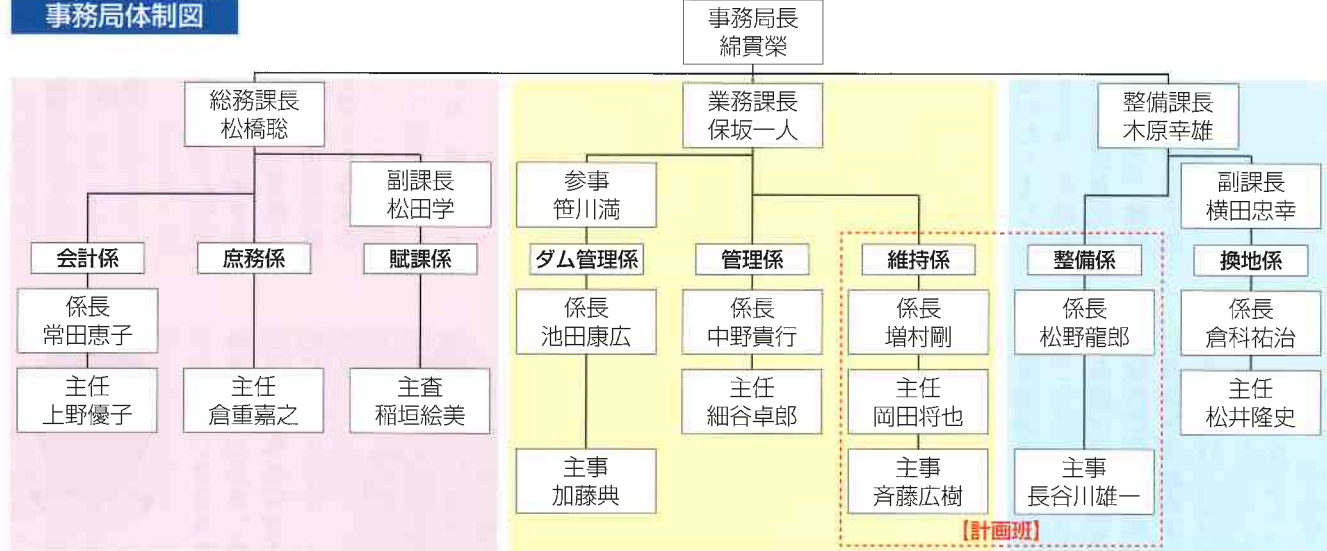 事務局体制図
事務局長
綿貫榮
総務課長
松橋聡
業務課長
保坂一人
整備課長
木原幸雄
副課長
松田学
参事
笹川満
副課長
横田忠幸
会計係
庶務係
賦課係
ダム管理係
管理係
維持係
整備係
換地係
係長
常田恵子
係長
池田康広
係長
中野貴行
係長
増村剛
係長
松野龍郎
係長
倉科祐治
主任
上野優子
主任
倉重嘉之
主査
稲垣絵美
主任
細谷卓郎
主任
岡田将也
主任
松井隆史
主事
加藤典
主事
斉藤広樹
主事
長谷川雄一
【計画班】